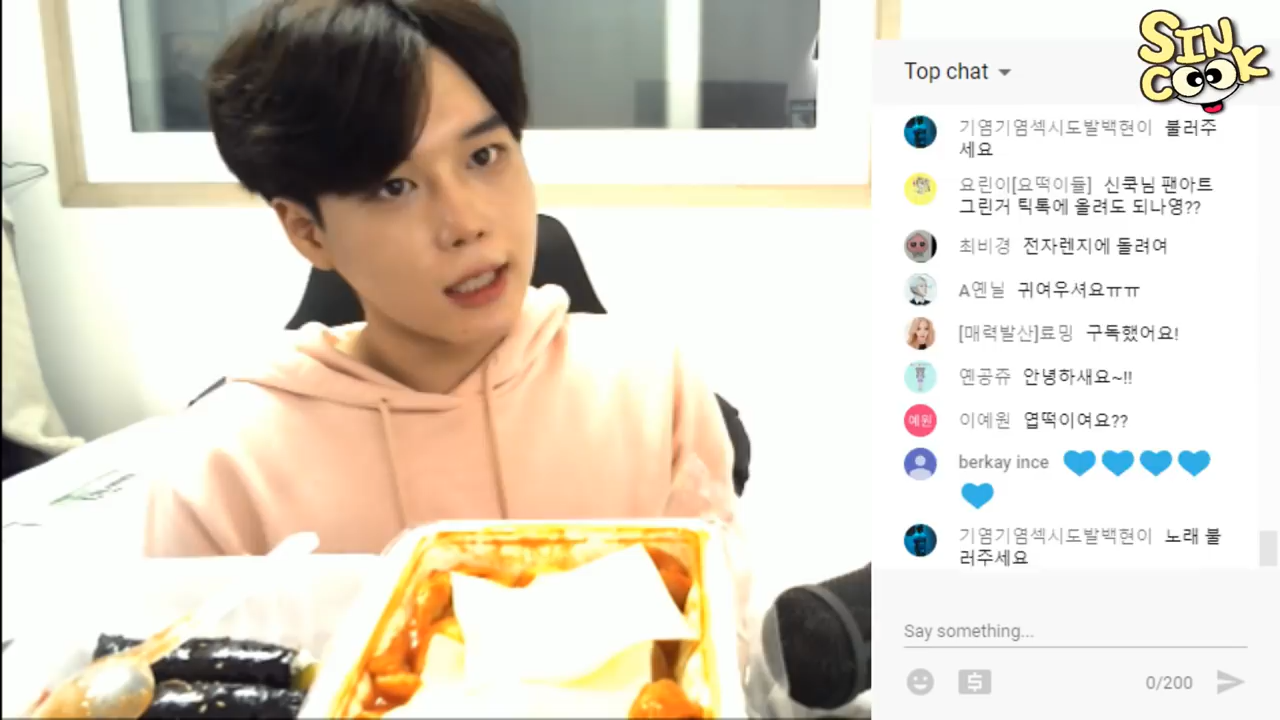 SIN
COOK
Top chat
기염기염섹시도발백현이 불러주
세요
요린이[요떡이들] 신쿡님 팬아트
그린거 틱톡에 올려도 되나영??
최비경 전자렌지에 돌려여
A옌닐 귀여우셔요ㅠㅠ
[매력발산]료밍 구독했어요!
옌공쥬 안녕하새요~!!
예원 이예원 엽떡이여요??
berkay ince
기염기염섹시도발백현이 노래 불
러주세요
Say something...
0/200